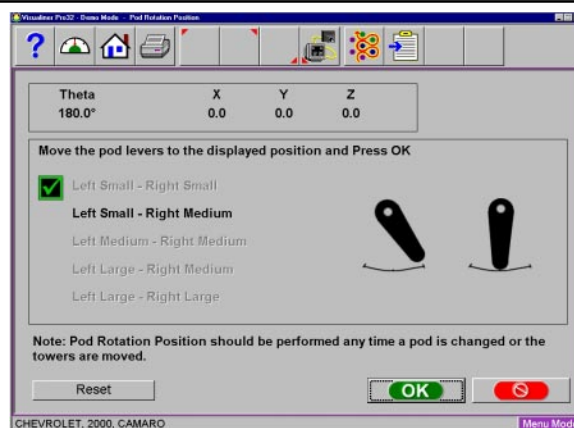 Visualiner Pro32 - Demo Mode - Pod Rotation Position
Theta X Y Z
180.0° 0.0 0.0 0.0
Move the pod levers to the displayed position and Press OK
Left Small - Right Small
Left Small - Right Medium
Left Medium - Right Medium
Left Large - Right Medium
Left Large - Right Large
Note: Pod Rotation Position should be performed any time a pod is changed or the
towers are moved.
Reset OK
CHEVROLET, 2000, CAMARO Menu Mode